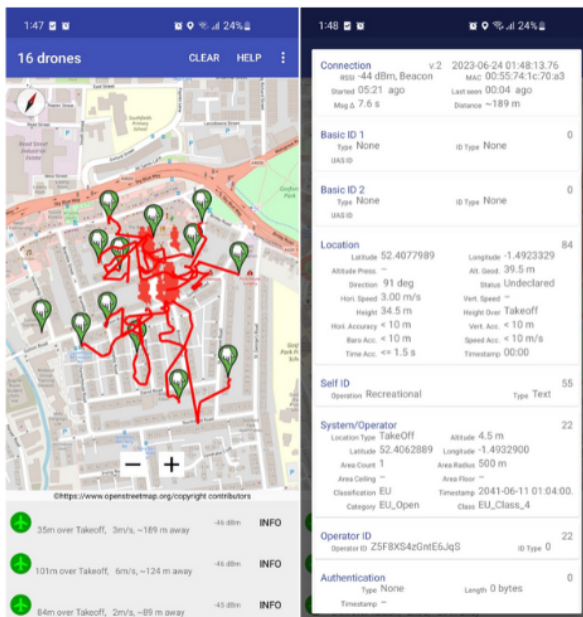 1:47
24%
16 drones
CLEAR HELP
©https://www.openstreetmap.org/copyright contributors
35m over Takeoff, 3m/s, ~189 m away -46 dBm INFO
101m over Takeoff, 6m/s, ~124 m away -46 dBm INFO
64m over Takeoff, 2m/s, ~89 m away -45 dBm INFO
1:48
24%
Connection v.2 2023-06-24 01:48:13.76
RSSI -44 dBm, Beacon MAC 00:55:74:1c:70:a3
Started 05:21 ago Last seen 00:04 ago
Msg Δ 7.6 s Distance ~189 m
Basic ID 1 0
Type None ID Type None
UAS ID
Basic ID 2 0
Type None ID Type None
UAS ID
Location 84
Latitude 52.4077989 Longitude -1.4923329
Altitude Press. – Alt. Geod. 39.5 m
Direction 91 deg Status Undeclared
Hori. Speed 3.00 m/s Vert. Speed –
Height 34.5 m Height Over Takeoff
Hori. Accuracy < 10 m Vert. Acc. < 10 m
Baro Acc. < 10 m Speed Acc. < 10 m/s
Time Acc. <= 1.5 s Timestamp 00:00
Self ID 55
Operation Recreational Type Text
System/Operator 22
Location Type TakeOff Altitude 4.5 m
Latitude 52.4062889 Longitude -1.4932900
Area Count 1 Area Radius 500 m
Area Ceiling – Area Floor –
Classification EU Timestamp 2041-06-11 01:04:00.
Category EU_Open Class EU_Class_4
Operator ID 22
Operator ID Z5F8XS4zGntE6JqS ID Type 0
Authentication 0
Type None Length 0 bytes
Timestamp –